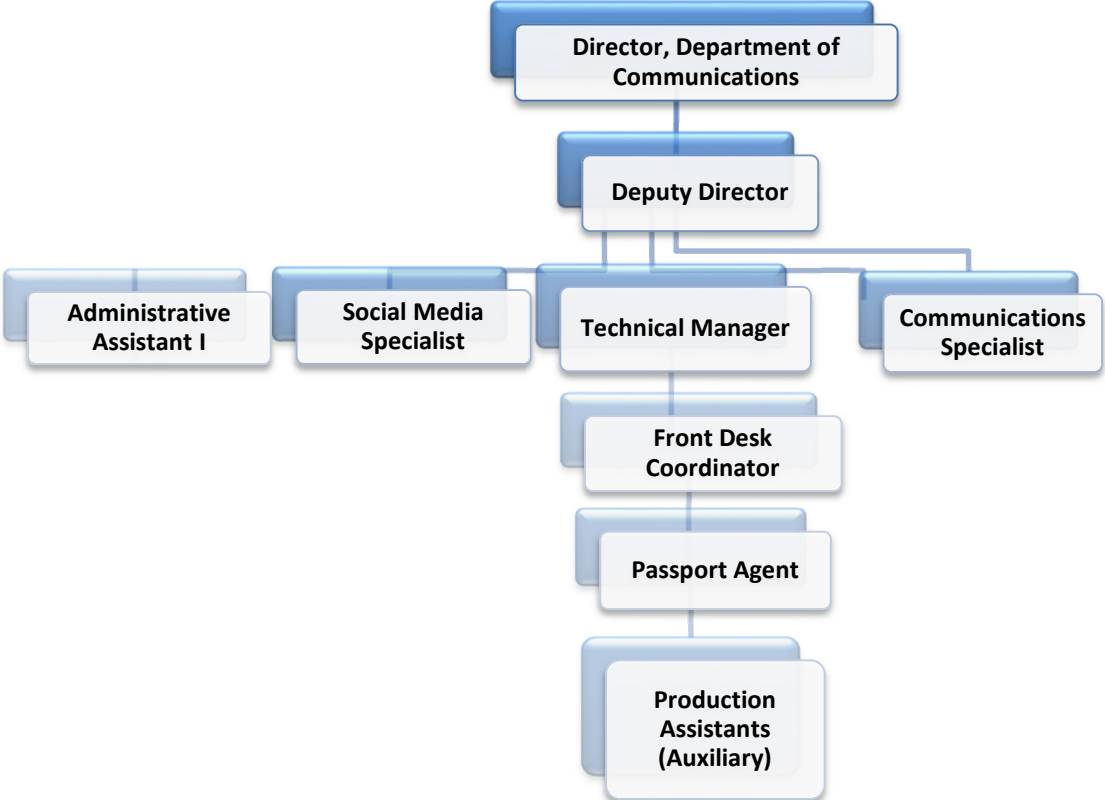 Director, Department of
Communications
Deputy Director
Administrative
Assistant I
Social Media
Specialist
Technical Manager
Communications
Specialist
Front Desk
Coordinator
Passport Agent
Production
Assistants
(Auxiliary)